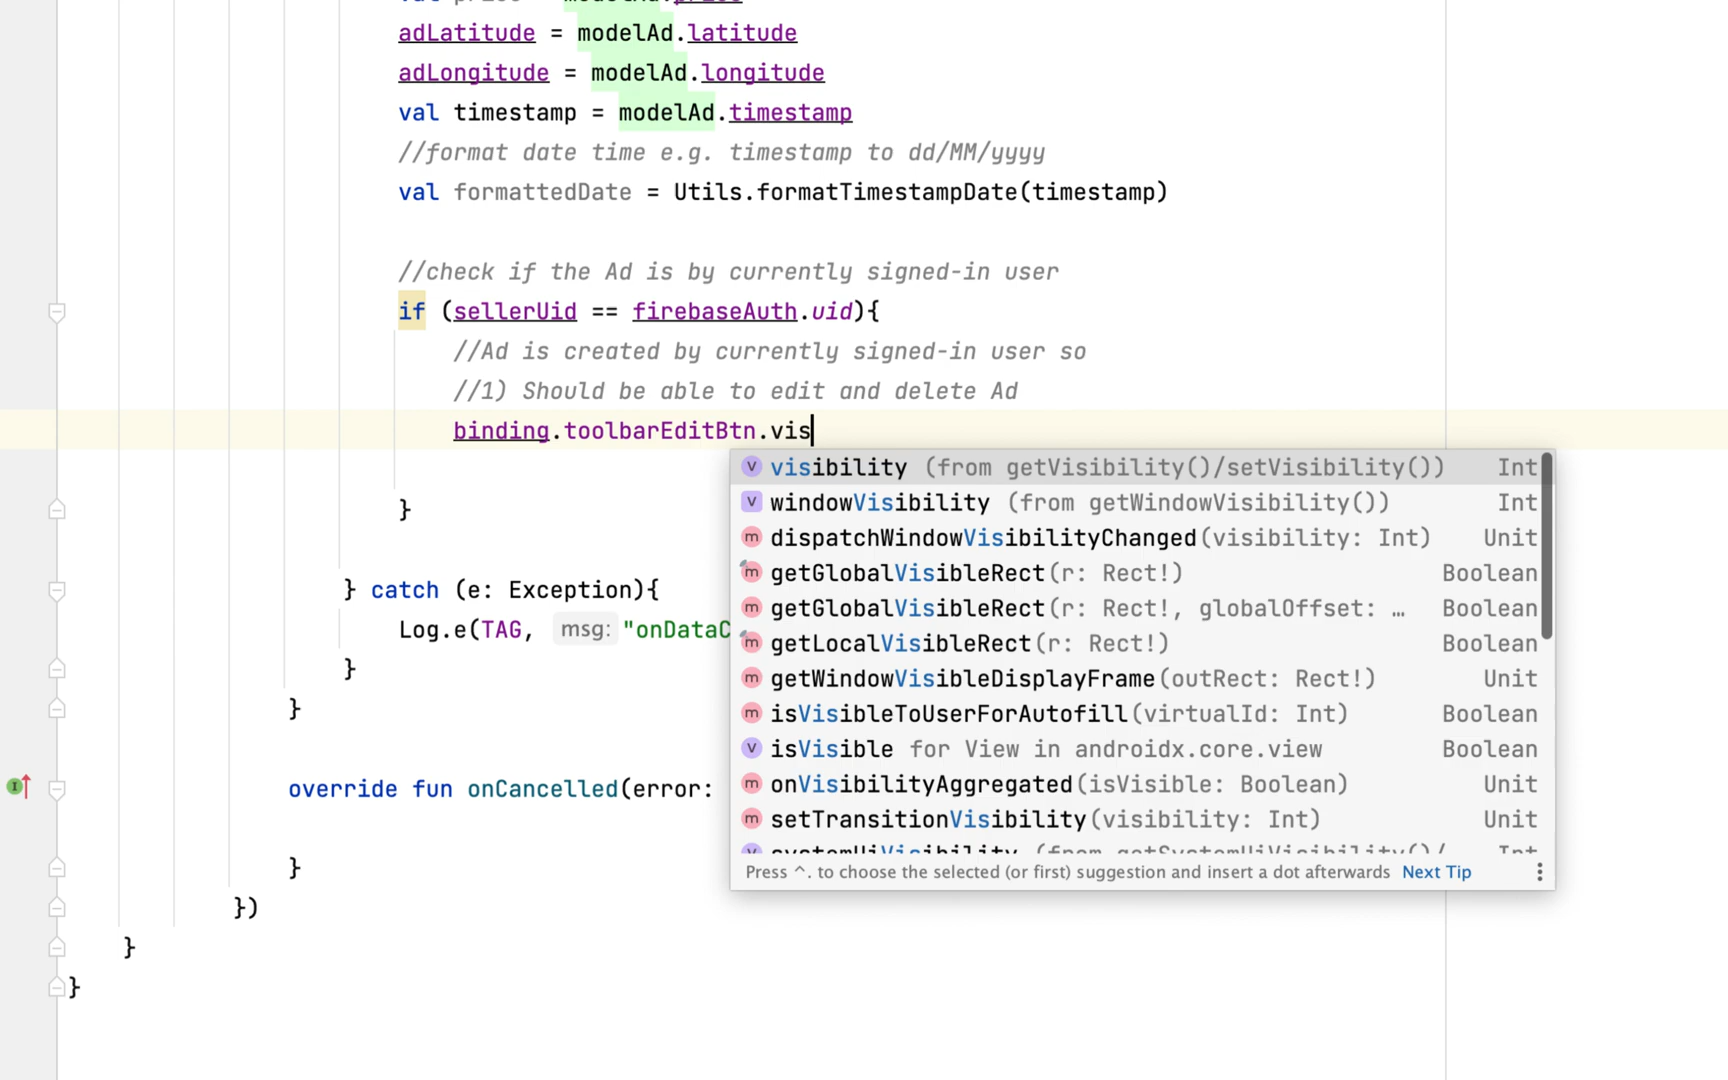 adLatitude = modelAd.latitude
adLongitude = modelAd.longitude
val timestamp = modelAd.timestamp
//format date time e.g. timestamp to dd/MM/yyyy
val formattedDate = Utils.formatTimestampDate(timestamp)
//check if the Ad is by currently signed-in user
if (sellerUid == firebaseAuth.uid){
//Ad is created by currently signed-in user so
//1) Should be able to edit and delete Ad
binding.toolbarEditBtn.vis
visibility (from getVisibility()/setVisibility()) Int
windowVisibility (from getWindowVisibility()) Int
}
dispatchWindowVisibilityChanged(visibility: Int) Unit
getGlobalVisibleRect(r: Rect!) Boolean
} catch (e: Exception){
getGlobalVisibleRect(r: Rect!, globalOffset: … Boolean
Log.e(TAG, msg: "onDataC
getLocalVisibleRect(r: Rect!) Boolean
}
getWindowVisibleDisplayFrame(outRect: Rect!) Unit
}
isVisibleToUserForAutofill(virtualId: Int) Boolean
isVisible for View in androidx.core.view Boolean
override fun onCancelled(error:
onVisibilityAggregated(isVisible: Boolean) Unit
setTransitionVisibility(visibility: Int) Unit
systemUiVisibility (from getSystemUiVisibility()/ Int
}
Press ^. to choose the selected (or first) suggestion and insert a dot afterwards Next Tip
})
}
}